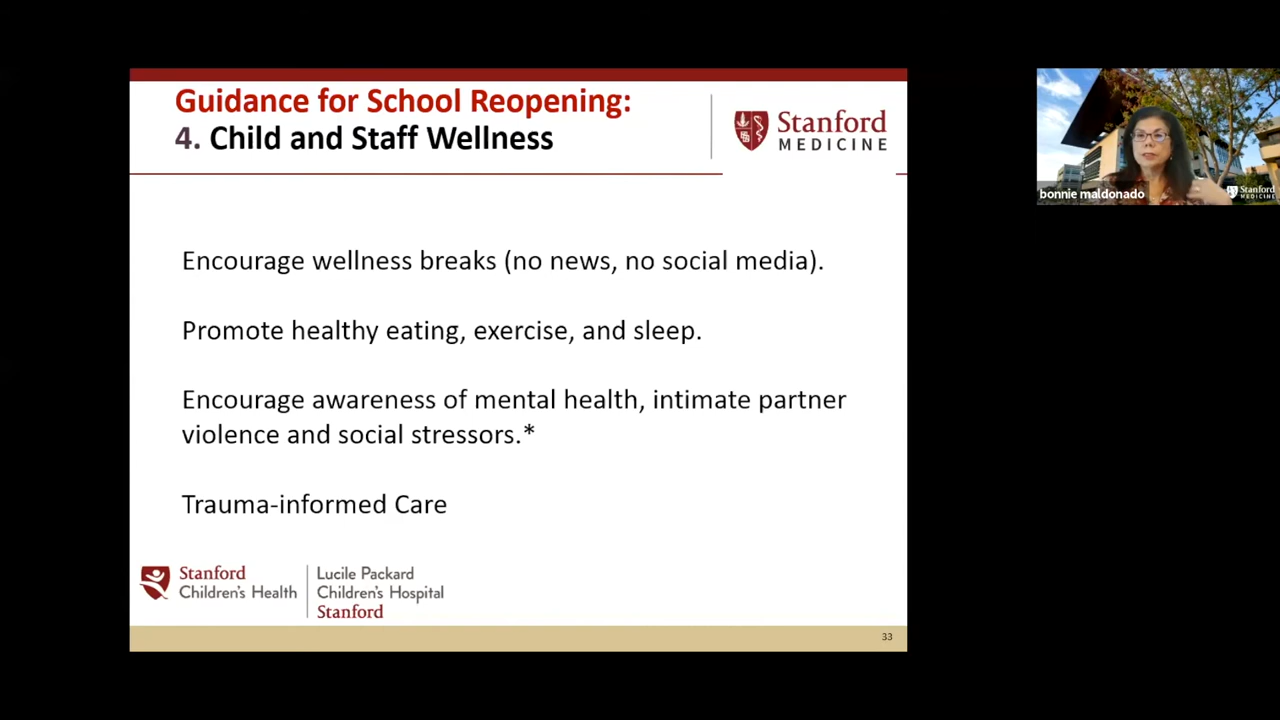 Guidance for School Reopening:
4. Child and Staff Wellness
Stanford
MEDICINE
Encourage wellness breaks (no news, no social media).
Promote healthy eating, exercise, and sleep.
Encourage awareness of mental health, intimate partner
violence and social stressors.*
Trauma-informed Care
Stanford
Children's Health
Lucile Packard
Children's Hospital
Stanford
33
bonnie maldonado
Stanford
MEDICINE